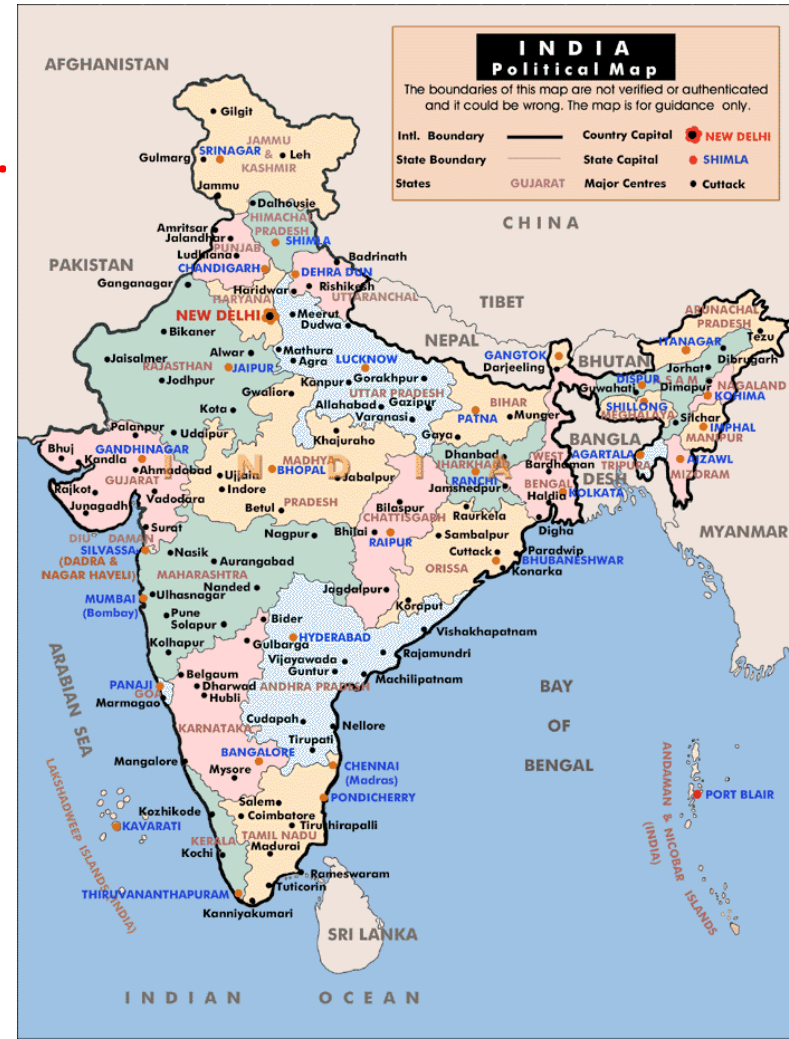 INDIA
Political Map
The boundaries of this map are not verified or authenticated
and it could be wrong. The map is for guidance only.
Intl. Boundary
Country Capital
NEW DELHI
State Boundary
State Capital
SHIMLA
States
GUJARAT
Major Centres
Cuttack
AFGHANISTAN
Gilgit
JAMMU
&
KASHMIR
SRINAGAR
Gulmarg
Leh
Jammu
CHINA
Dalhousie
HIMACHAL
PRADESH
SHIMLA
Amritsar
Jalandhar
PUNJAB
Ludhiana
PAKISTAN
CHANDIGARH
DEHRA DUN
Badrinath
Ganganagar
Haridwar
Rishikesh
UTTARANCHAL
HARYANA
TIBET
NEW DELHI
Meerut
Dudwa
ARUNACHAL
PRADESH
Bikaner
NEPAL
Tezu
ITANAGAR
Jaisalmer
RAJASTHAN
Alwar
JAIPUR
Mathura
Agra
LUCKNOW
GANGTOK
Darjeeling
BHUTAN
Dibrugarh
Jorhat
Jodhpur
Kanpur
Gorakhpur
DISPUR
Guwahati
SAM
Dimapur
NAGALAND
KOHIMA
Gwalior
UTTAR PRADESH
BIHAR
Allahabad
Gazipur
PATNA
Munger
SHILLONG
MEGHALAYA
Kota
Varanasi
Silchar
IMPHAL
MANIPUR
Palanpur
Udaipur
Khajuraho
Gaya
BANGLA
DESH
Bhuj
Kandla
GANDHINAGAR
Ahmadabad
GUJARAT
INDIA
MADHYA
PRADESH
BHOPAL
Ujjain
Indore
Jabalpur
Dhanbad
JHARKHAND
RANCHI
WEST
BENGAL
Bardhaman
AGARTALA
TRIPURA
AIZAWL
MIZORAM
Rajkot
Vadodara
Jamshedpur
Haldia
KOLKATA
Junagadh
Betul
Bilaspur
CHATTISGARH
Raurkela
Digha
Surat
Nagpur
Bhilai
RAIPUR
Sambalpur
MYANMAR
DIU
DAMAN
SILVASSA
(DADRA &
NAGAR HAVELI)
Nasik
Aurangabad
MAHARASHTRA
Cuttack
Paradwip
BHUBANESHWAR
ORISSA
Konarka
Nanded
Jagdalpur
MUMBAI
(Bombay)
Ulhasnagar
Koraput
Pune
Solapur
Bider
HYDERABAD
Vishakhapatnam
Kolhapur
Gulbarga
Vijayawada
Guntur
Rajamundri
ARABIAN SEA
Belgaum
Machilipatnam
PANAJI
GOA
Marmagao
Dharwad
Hubli
ANDHRA PRADESH
BAY
OF
BENGAL
KARNATAKA
Cudapah
Nellore
Tirupati
Mangalore
BANGALORE
Mysore
CHENNAI
(Madras)
PONDICHERRY
PORT BLAIR
LAKSHADWEEP ISLANDS (INDIA)
ANDAMAN & NICOBAR ISLANDS
(INDIA)
KAVARATI
Kozhikode
Salem
Coimbatore
Tiruchirapalli
KERALA
TAMIL NADU
Kochi
Madurai
Rameswaram
Tuticorin
THIRUVANANTHAPURAM
Kanniyakumari
SRI LANKA
INDIAN OCEAN